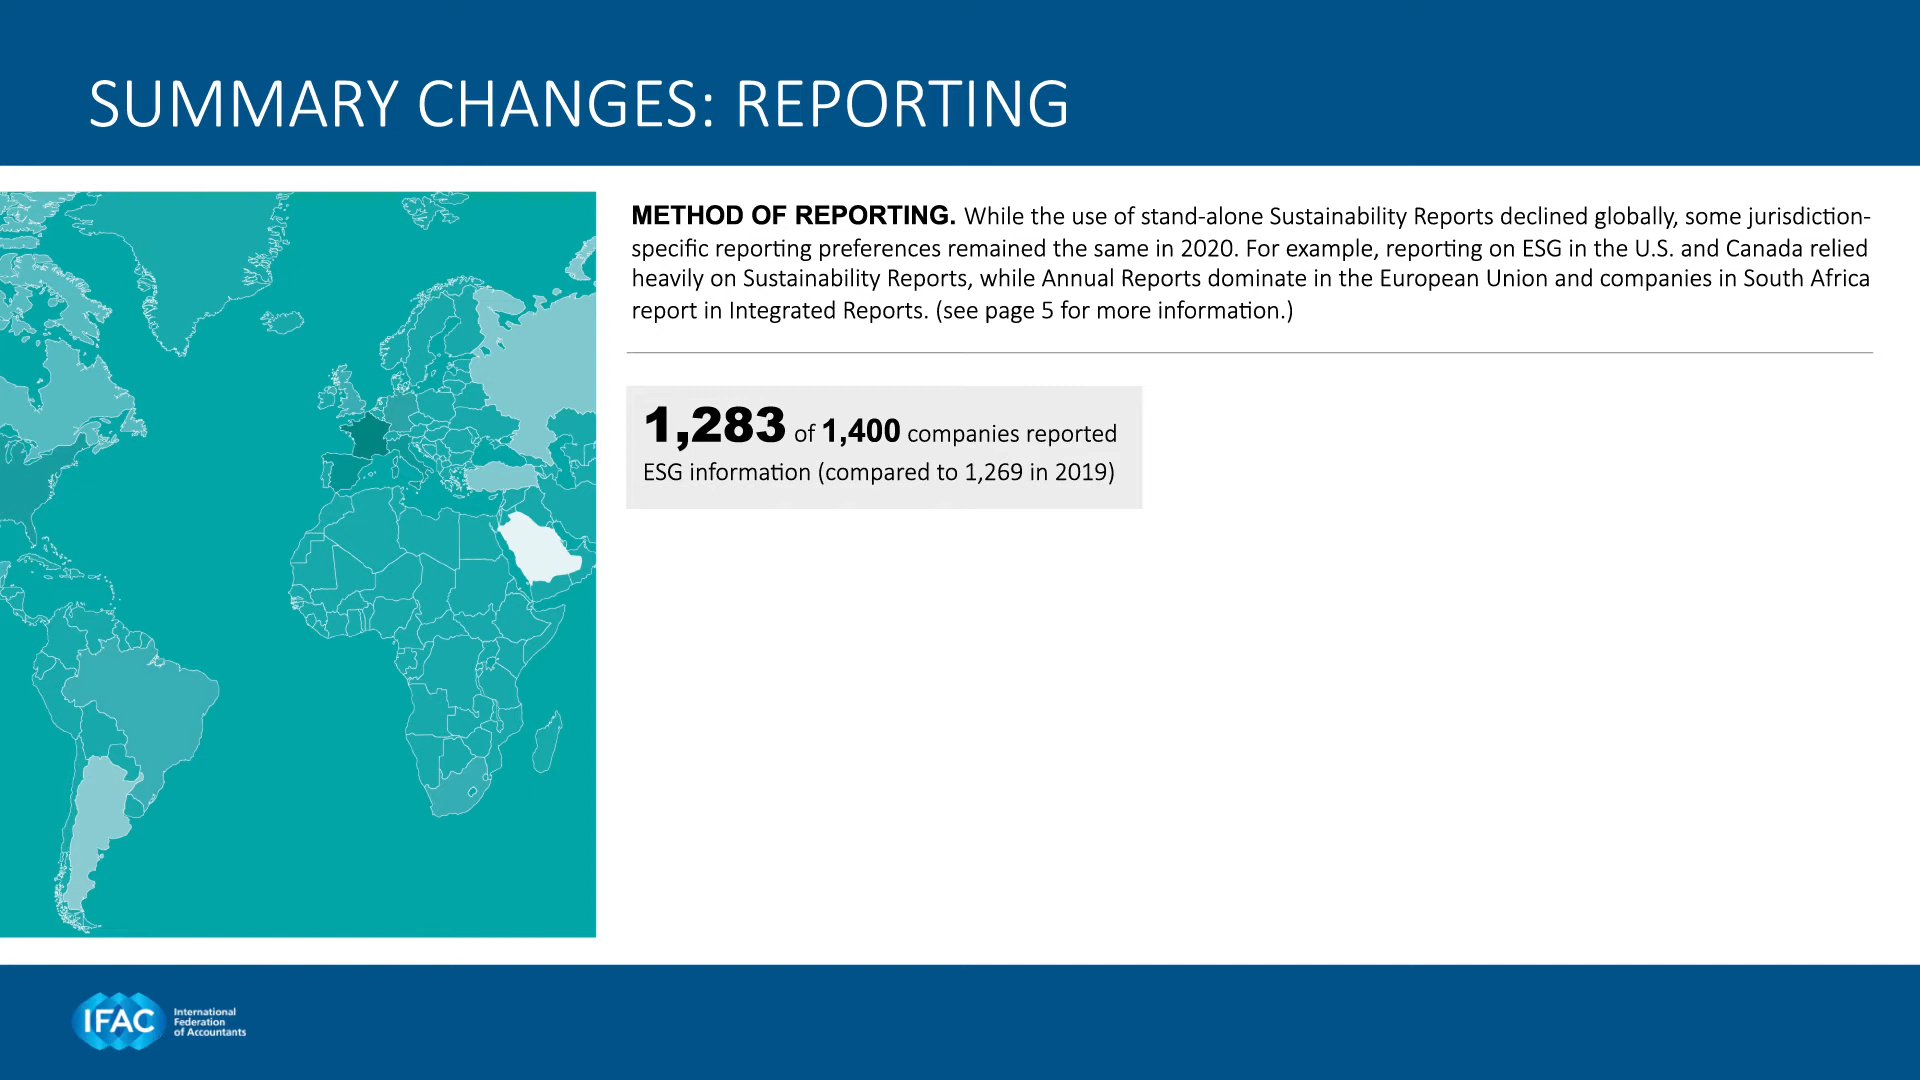 SUMMARY CHANGES: REPORTING
METHOD OF REPORTING. While the use of stand-alone Sustainability Reports declined globally, some jurisdiction-
specific reporting preferences remained the same in 2020. For example, reporting on ESG in the U.S. and Canada relied
heavily on Sustainability Reports, while Annual Reports dominate in the European Union and companies in South Africa
report in Integrated Reports. (see page 5 for more information.)
1,283 of 1,400 companies reported
ESG information (compared to 1,269 in 2019)
IFAC
International
Federation
of Accountants